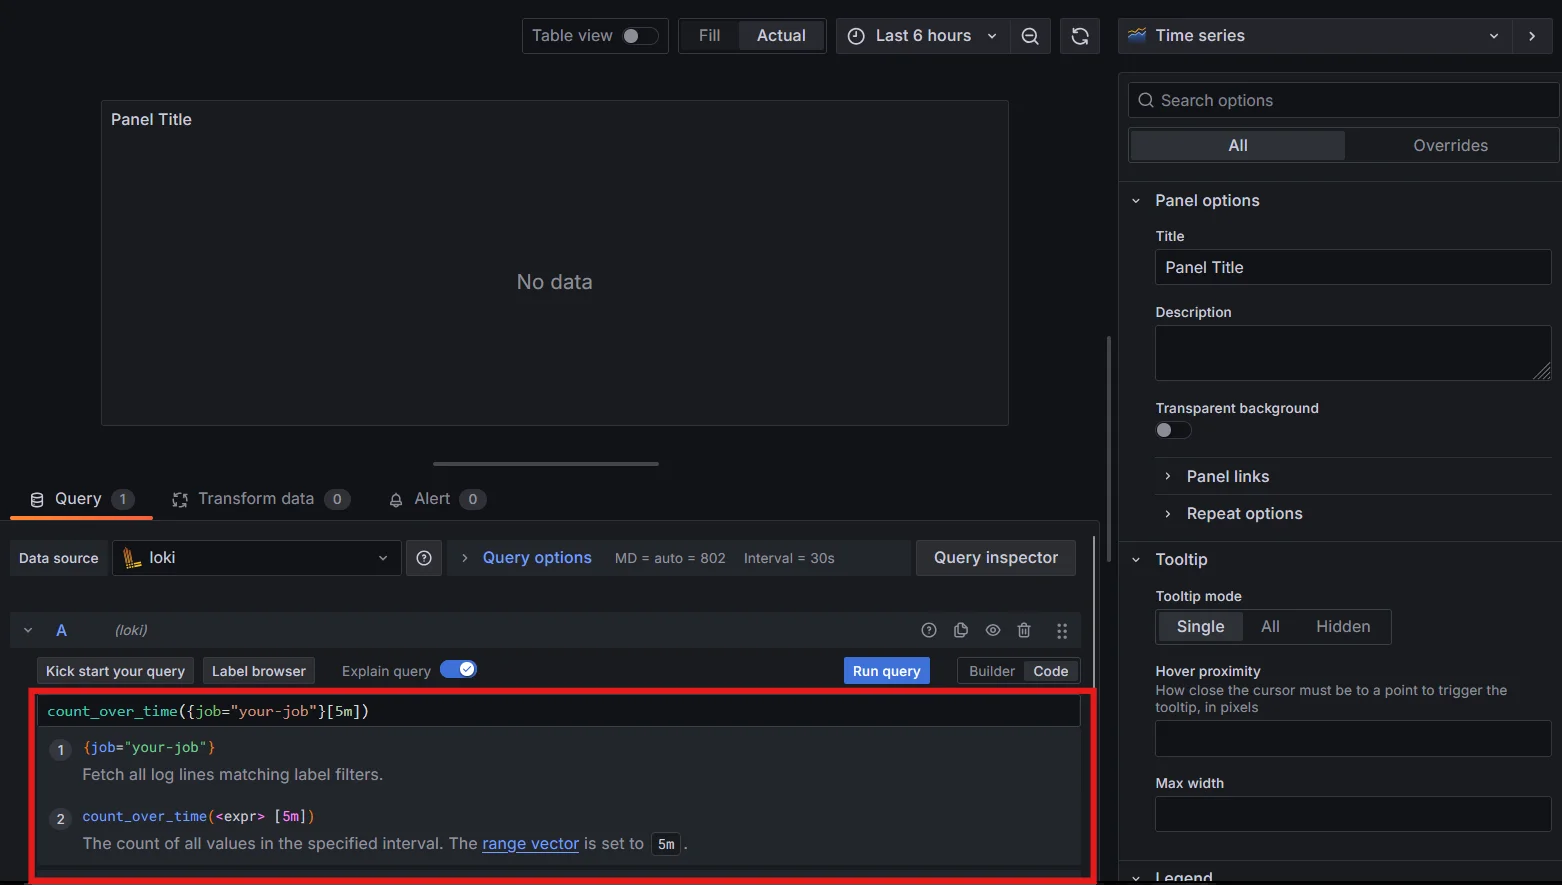 Table view
Fill
Actual
Last 6 hours
Time series
Panel Title
No data
Search options
All
Overrides
Panel options
Title
Panel Title
Description
Transparent background
Panel links
Repeat options
Tooltip
Tooltip mode
Single
All
Hidden
Hover proximity
How close the cursor must be to a point to trigger the
tooltip, in pixels
Max width
Legend
Query 1
Transform data 0
Alert 0
Data source
loki
Query options
MD = auto = 802
Interval = 30s
Query inspector
A
(loki)
Kick start your query
Label browser
Explain query
Run query
Builder
Code
count_over_time({job="your-job"}[5m])
1 {job="your-job"}
Fetch all log lines matching label filters.
2 count_over_time(<expr> [5m])
The count of all values in the specified interval. The range vector is set to 5m .